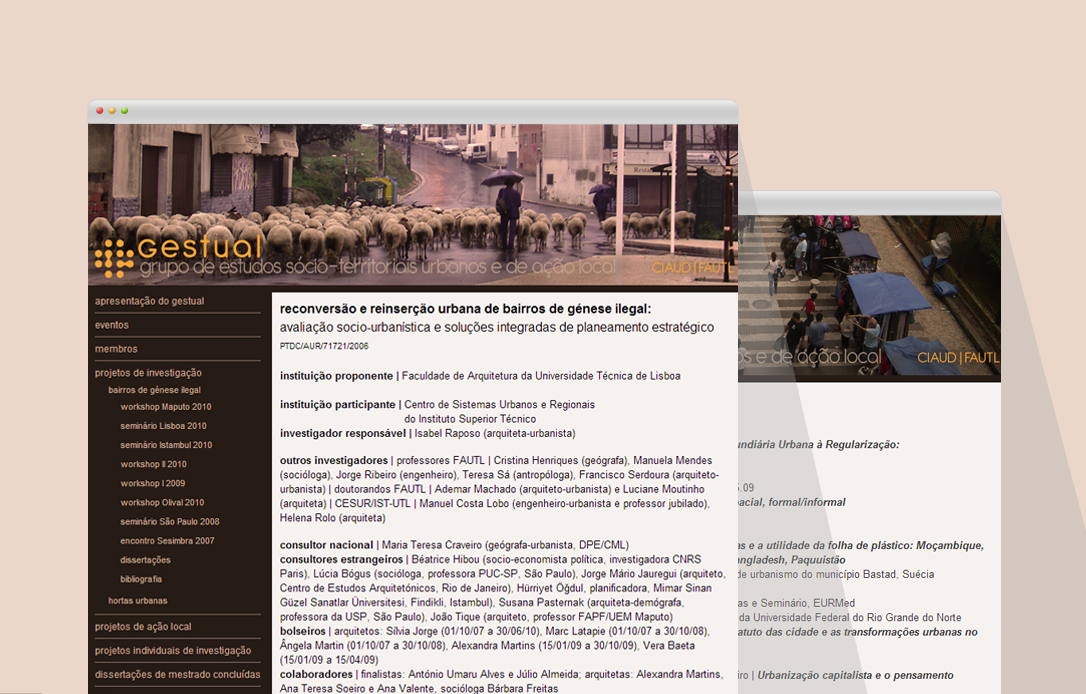 Gestual
grupo de estudos sócio-territoriais urbanos e de ação local
CIAUD|FAUTL
apresentação do gestual
eventos
membros
projetos de investigação
bairros de génese ilegal
workshop Maputo 2010
seminário Lisboa 2010
seminário Istambul 2010
workshop II 2010
workshop I 2009
workshop Olival 2010
seminário São Paulo 2008
encontro Sesimbra 2007
dissertações
bibliografia
hortas urbanas
projetos de ação local
projetos individuais de investigação
dissertações de mestrado concluídas
reconversão e reinserção urbana de bairros de génese ilegal:
avaliação socio-urbanística e soluções integradas de planeamento estratégico
PTDC/AUR/71721/2006
instituição proponente | Faculdade de Arquitetura da Universidade Técnica de Lisboa
instituição participante | Centro de Sistemas Urbanos e Regionais
do Instituto Superior Técnico
investigador responsável | Isabel Raposo (arquiteta-urbanista)
outros investigadores | professores FAUTL | Cristina Henriques (geógrafa), Manuela Mendes
(socióloga), Jorge Ribeiro (engenheiro), Teresa Sá (antropóloga), Francisco Serdoura (arquiteto-
urbanista) | doutorandos FAUTL | Ademar Machado (arquiteto-urbanista) e Luciane Moutinho
(arquiteta) | CESUR/IST-UTL | Manuel Costa Lobo (engenheiro-urbanista e professor jubilado),
Helena Rolo (arquiteta)
consultor nacional | Maria Teresa Craveiro (geógrafa-urbanista, DPE/CML)
consultores estrangeiros | Béatrice Hibou (socio-economista política, investigadora CNRS
Paris), Lúcia Bógus (socióloga, professora PUC-SP, São Paulo), Jorge Mário Jauregui (arquiteto,
Centro de Estudos Arquitetónicos, Rio de Janeiro), Hürriyet Öğdul, planificadora, Mimar Sinan
Güzel Sanatlar Üniversitesi, Findikli, Istambul), Susana Pasternak (arquiteta-demógrafa,
professora da USP, São Paulo), João Tique (arquiteto, professor FAPF/UEM Maputo)
bolseiros | arquitetos: Sílvia Jorge (01/10/07 a 30/06/10), Marc Latapie (01/10/07 a 30/10/08),
Ângela Martin (01/10/07 a 30/10/08), Alexandra Martins (15/01/09 a 30/10/09), Vera Baeta
(15/01/09 a 15/04/09)
colaboradores | finalistas: António Umaru Alves e Júlio Almeida; arquitetas: Alexandra Martins,
Ana Teresa Soeiro e Ana Valente, socióloga Bárbara Freitas
os e de ação local
CIAUD|FAUTL
undiária Urbana à Regularização:
.09
pacial, formal/informal
as e a utilidade da folha de plástico: Moçambique,
angladesh, Paquuistão
de urbanismo do município Bastad, Suécia
as e Seminário, EURMed
da Universidade Federal do Rio Grande do Norte
atuto das cidade e as transformações urbanas no
iro | Urbanização capitalista e o pensamento